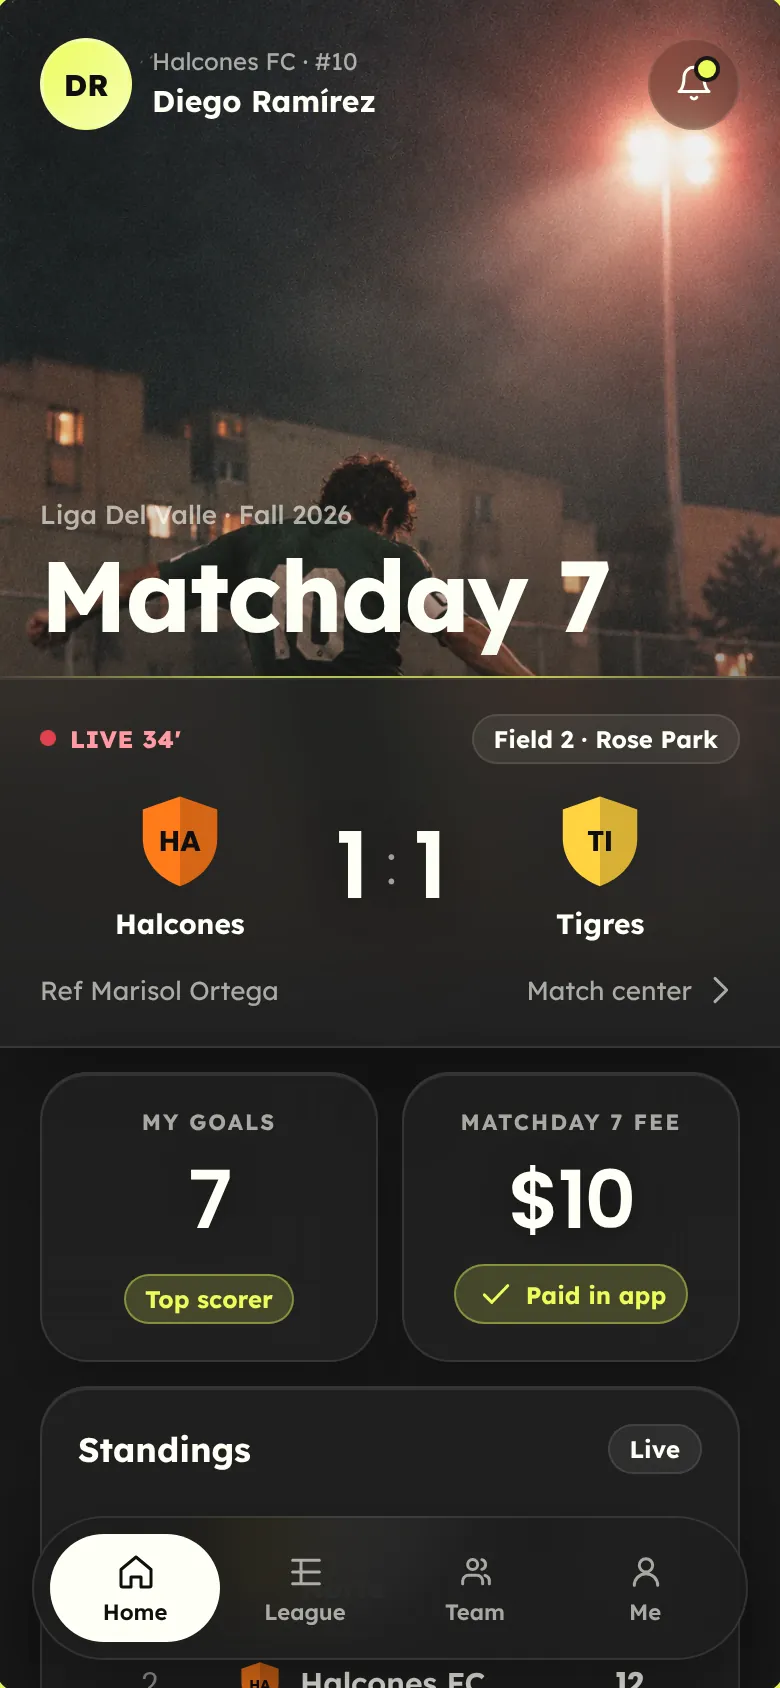 DR
Halcones FC · #10
Diego Ramírez
Liga Del Valle · Fall 2026
Matchday 7
10
LIVE 34'
Field 2 · Rose Park
HA
1 : 1
TI
Halcones
Tigres
Ref Marisol Ortega
Match center
MY GOALS
7
Top scorer
MATCHDAY 7 FEE
$10
Paid in app
Standings
Live
Home
League
Team
Me
2 HA Halcones FC 12